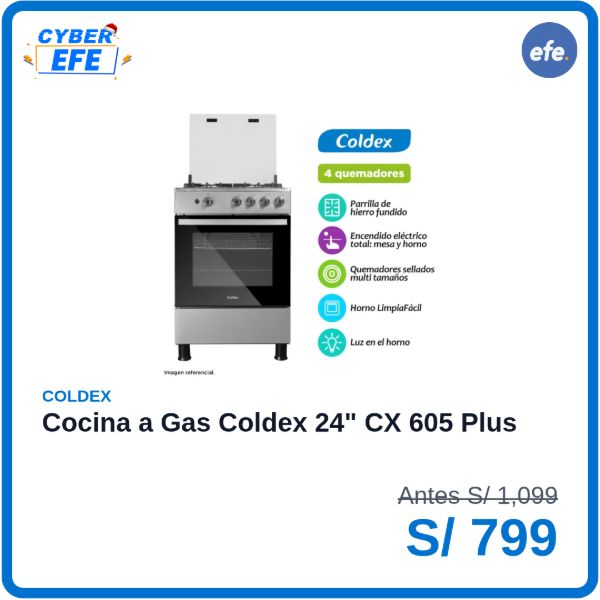 CYBER
EFE
efe.
Coldex
4 quemadores
Parrilla de
hierro fundido
Encendido eléctrico
total: mesa y horno
Quemadores sellados
multi tamaños
Horno LimpiaFácil
Luz en el horno
Coldex
Imagen referencial.
COLDEX
Cocina a Gas Coldex 24" CX 605 Plus
Antes S/ 1,099
S/ 799